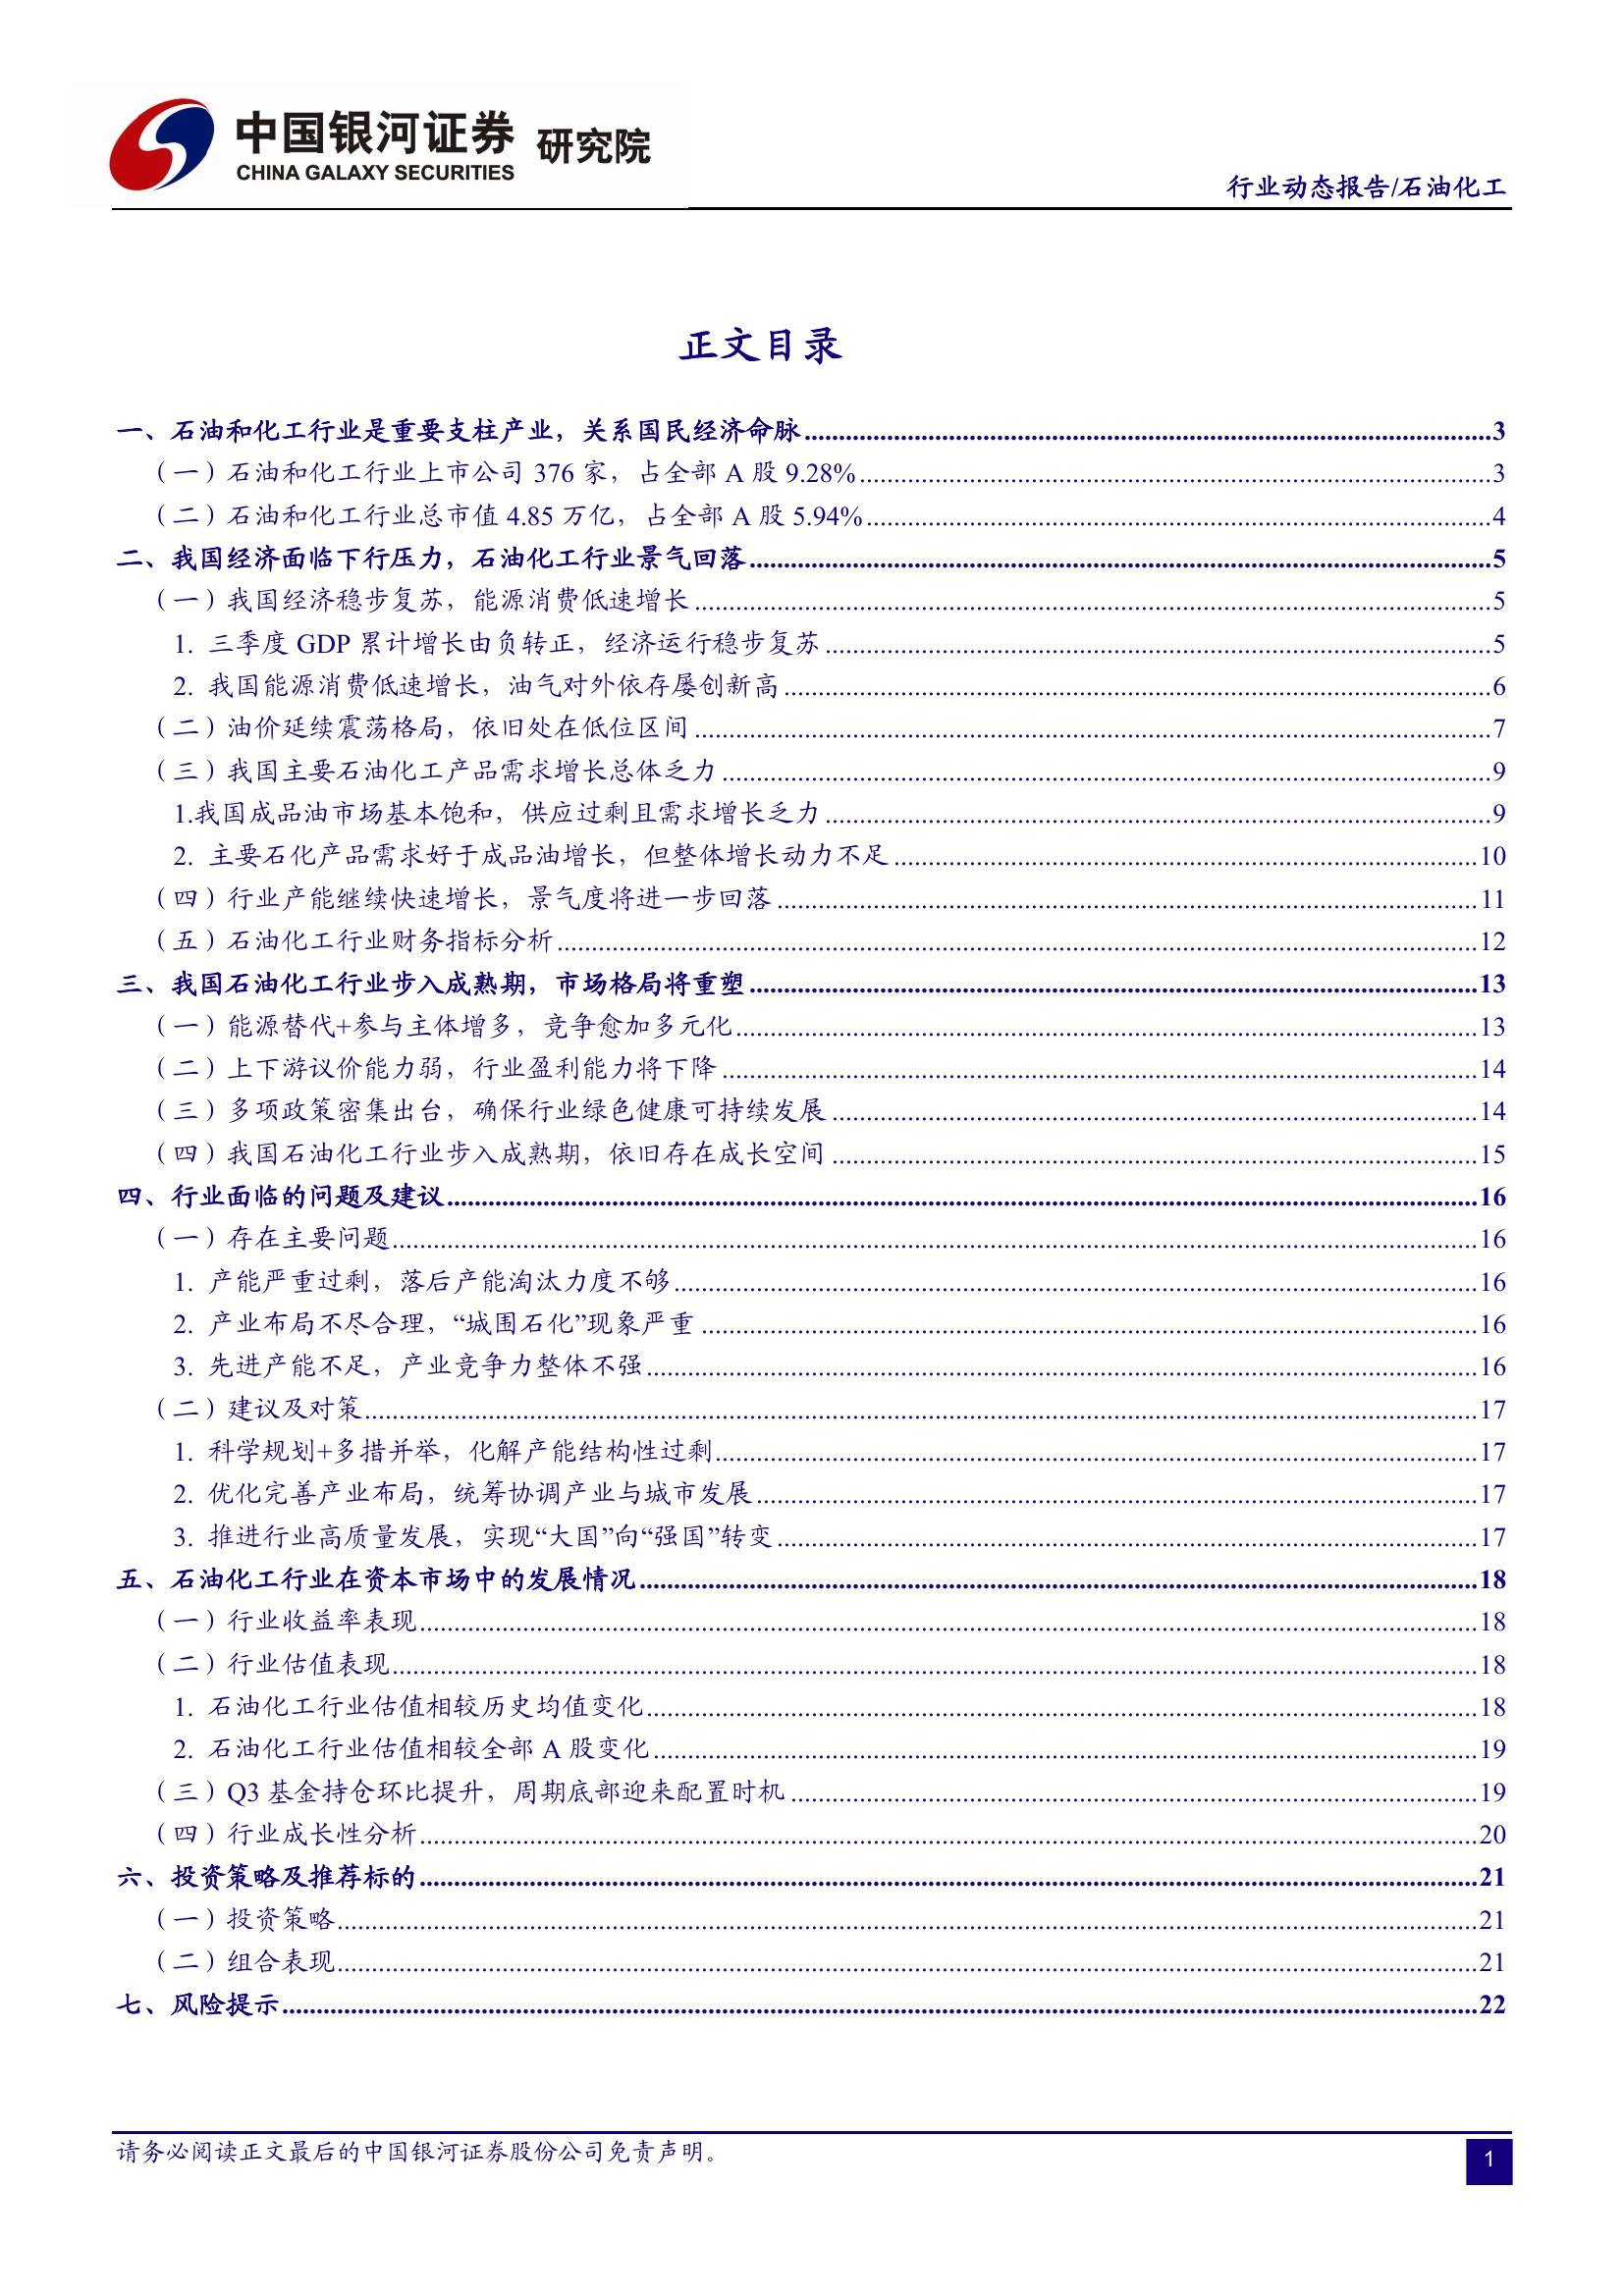 中国银河证券 研究院
CHINA GALAXY SECURITIES
行业动态报告/石油化工
正文目录
一、石油和化工行业是重要支柱产业，关系国民经济命脉....................3
（一）石油和化工行业上市公司 376 家，占全部 A 股 9.28%....................3
（二）石油和化工行业总市值 4.85 万亿，占全部 A 股 5.94%....................4
二、我国经济面临下行压力，石油化工行业景气回落....................5
（一）我国经济稳步复苏，能源消费低速增长....................5
1. 三季度 GDP 累计增长由负转正，经济运行稳步复苏....................5
2. 我国能源消费低速增长，油气对外依存屡创新高....................6
（二）油价延续震荡格局，依旧处在低位区间....................7
（三）我国主要石油化工产品需求增长总体乏力....................9
1.我国成品油市场基本饱和，供应过剩且需求增长乏力....................9
2. 主要石化产品需求好于成品油增长，但整体增长动力不足....................10
（四）行业产能继续快速增长，景气度将进一步回落....................11
（五）石油化工行业财务指标分析....................12
三、我国石油化工行业步入成熟期，市场格局将重塑....................13
（一）能源替代+参与主体增多，竞争愈加多元化....................13
（二）上下游议价能力弱，行业盈利能力将下降....................14
（三）多项政策密集出台，确保行业绿色健康可持续发展....................14
（四）我国石油化工行业步入成熟期，依旧存在成长空间....................15
四、行业面临的问题及建议....................16
（一）存在主要问题....................16
1. 产能严重过剩，落后产能淘汰力度不够....................16
2. 产业布局不尽合理，“城围石化”现象严重....................16
3. 先进产能不足，产业竞争力整体不强....................16
（二）建议及对策....................17
1. 科学规划+多措并举，化解产能结构性过剩....................17
2. 优化完善产业布局，统筹协调产业与城市发展....................17
3. 推进行业高质量发展，实现“大国”向“强国”转变....................17
五、石油化工行业在资本市场中的发展情况....................18
（一）行业收益率表现....................18
（二）行业估值表现....................18
1. 石油化工行业估值相较历史均值变化....................18
2. 石油化工行业估值相较全部 A 股变化....................19
（三）Q3 基金持仓环比提升，周期底部迎来配置时机....................19
（四）行业成长性分析....................20
六、投资策略及推荐标的....................21
（一）投资策略....................21
（二）组合表现....................21
七、风险提示....................22
请务必阅读正文最后的中国银河证券股份公司免责声明。
1